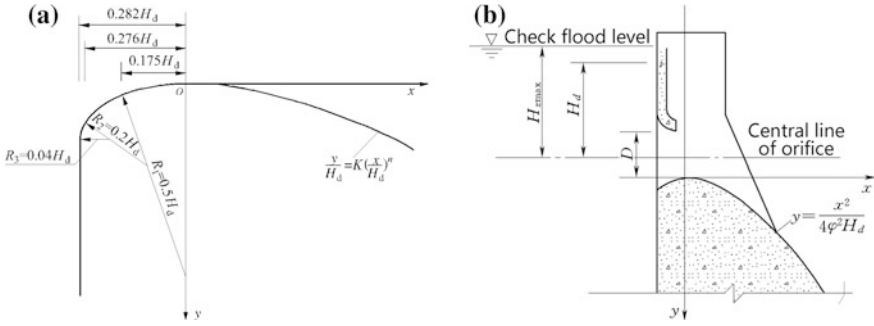 (a)
0.282H_d
0.276H_d
0.175H_d
O
x
R_2=0.2H_d
R_3=0.04H_d
R_1=0.5H_d
y/H_d=K(x/H_d)^n
y
(b)
Check flood level
H_zmax
H_d
D
Central line
of orifice
x
y=x^2/4φ^2H_d
y